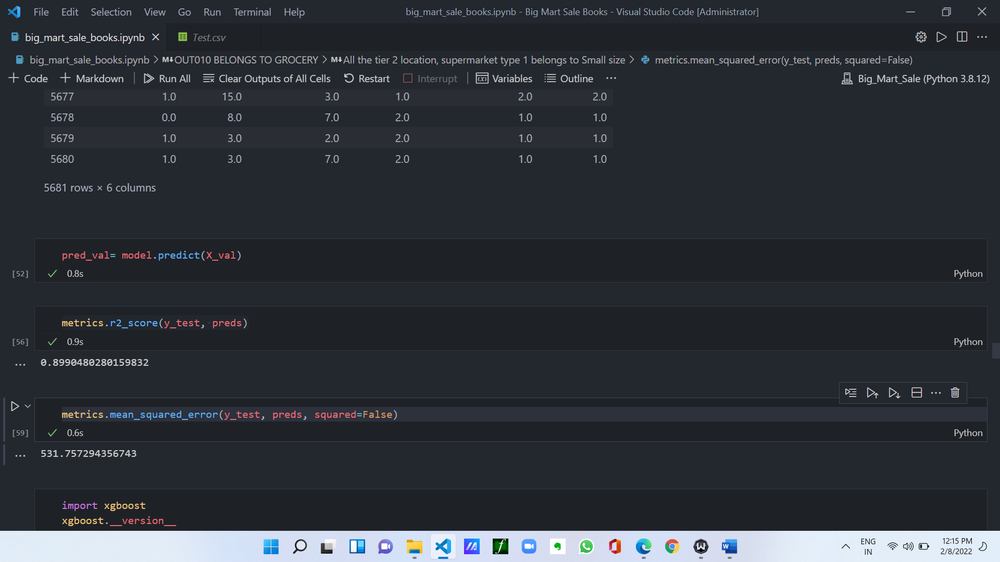 File Edit Selection View Go Run Terminal Help big_mart_sale_books.ipynb - Big Mart Sale Books - Visual Studio Code [Administrator]
big_mart_sale_books.ipynb Test.csv
big_mart_sale_books.ipynb > M↓OUT010 BELONGS TO GROCERY > M↓All the tier 2 location, supermarket type 1 belongs to Small size > metrics.mean_squared_error(y_test, preds, squared=False)
+ Code + Markdown Run All Clear Outputs of All Cells Restart Interrupt Variables Outline ... Big_Mart_Sale (Python 3.8.12)
5677 1.0 15.0 3.0 1.0 2.0 2.0
5678 0.0 8.0 7.0 2.0 1.0 1.0
5679 1.0 3.0 2.0 2.0 1.0 1.0
5680 1.0 3.0 7.0 2.0 1.0 1.0
5681 rows × 6 columns
pred_val= model.predict(X_val)
[52] 0.8s Python
metrics.r2_score(y_test, preds)
[56] 0.9s Python
... 0.8990480280159832
metrics.mean_squared_error(y_test, preds, squared=False)
[59] 0.6s Python
... 531.757294356743
import xgboost
xgboost.__version__
ENG
IN
12:15 PM
2/8/2022